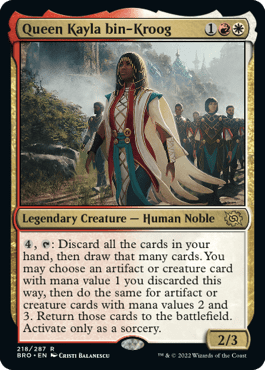 Queen Kayla bin-Kroog 1
Legendary Creature — Human Noble
4, : Discard all the cards in your
hand, then draw that many cards. You
may choose an artifact or creature card
with mana value 1 you discarded this
way, then do the same for artifact or
creature cards with mana values 2 and
3. Return those cards to the battlefield.
Activate only as a sorcery.
218/287 R
BRO • EN CRISTI BALANESCU
2/3
™ & © 2022 Wizards of the Coast